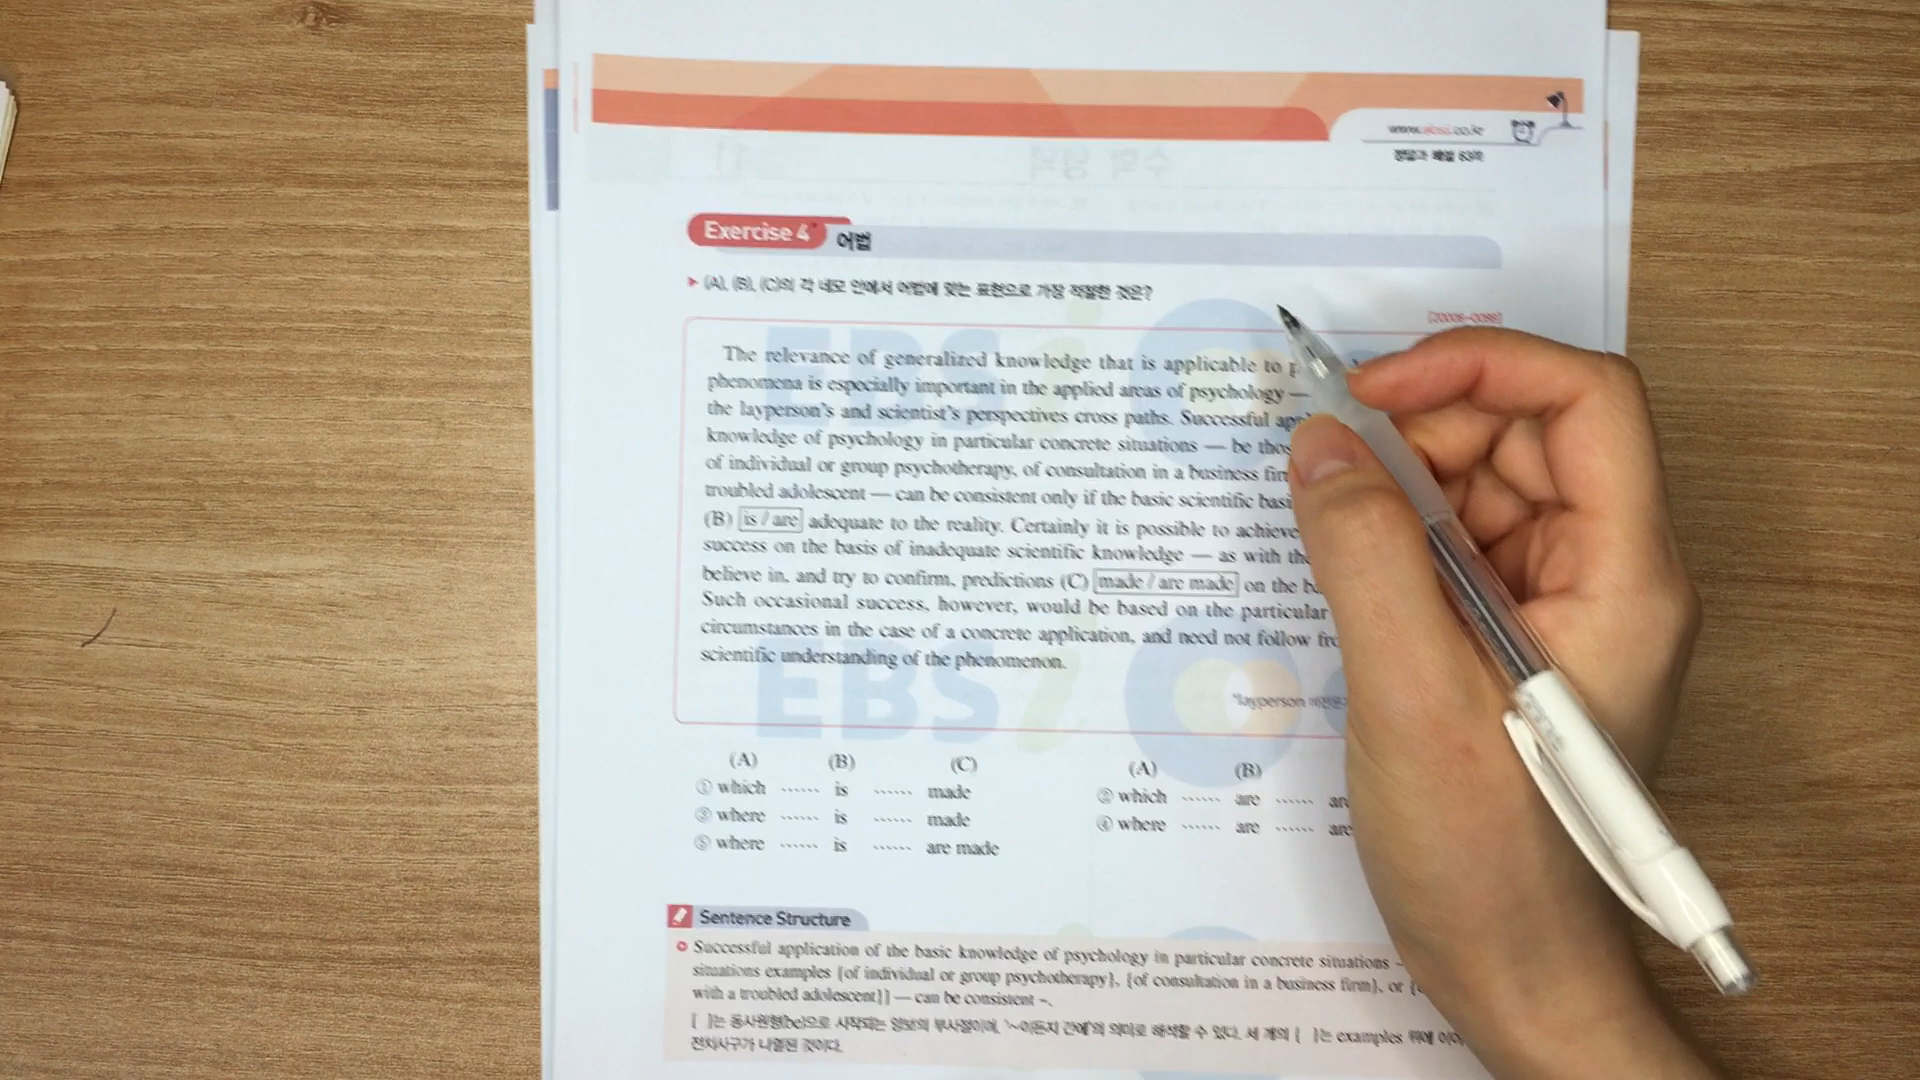 www.ebsi.co.kr
정답과 해설 63쪽
수학 영역
11
Exercise 4
어법
▶ (A), (B), (C)의 각 네모 안에서 어법에 맞는 표현으로 가장 적절한 것은?
The relevance of generalized knowledge that is applicable to
phenomena is especially important in the applied areas of psychology —
the layperson's and scientist's perspectives cross paths. Successful
knowledge of psychology in particular concrete situations — be
of individual or group psychotherapy, of consultation in a business
troubled adolescent — can be consistent only if the basic scientific
(B) is / are adequate to the reality. Certainly it is possible to achieve
success on the basis of inadequate scientific knowledge — as with
believe in, and try to confirm, predictions (C) made / are made on the
Such occasional success, however, would be based on the particular
circumstances in the case of a concrete application, and need not follow
scientific understanding of the phenomenon.
*layperson
EBSi
EBSi
(A) (B) (C)
① which ······ is ······ made
③ where ······ is ······ made
⑤ where ······ is ······ are made
(A) (B)
② which ······ are ······
④ where ······ are ······
Sentence Structure
Successful application of the basic knowledge of psychology in particular concrete situations
situations examples {of individual or group psychotherapy}, {of consultation in a business firm}, or
with a troubled adolescent}] — can be consistent ~.
[ ]는 동사원형(be)으로 시작되는 양보의 부사절이며, '~이든지 간에'의 의미로 해석할 수 있다. 세 개의 { }는 examples 뒤에
전치사구가 나열된 것이다.